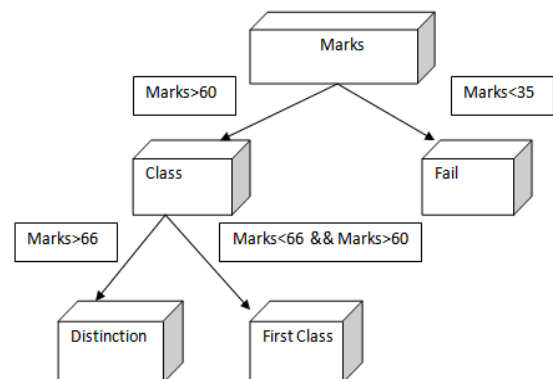 Marks
Marks>60
Marks<35
Class
Fail
Marks>66
Marks<66 && Marks>60
Distinction
First Class